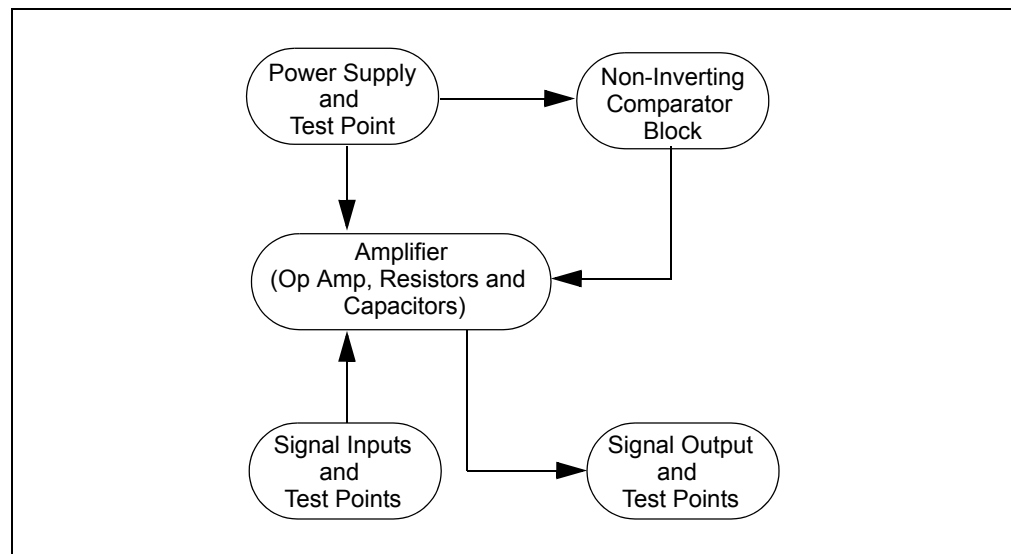 Power Supply
and
Test Point
Non-Inverting
Comparator
Block
Amplifier
(Op Amp, Resistors and
Capacitors)
Signal Inputs
and
Test Points
Signal Output
and
Test Points